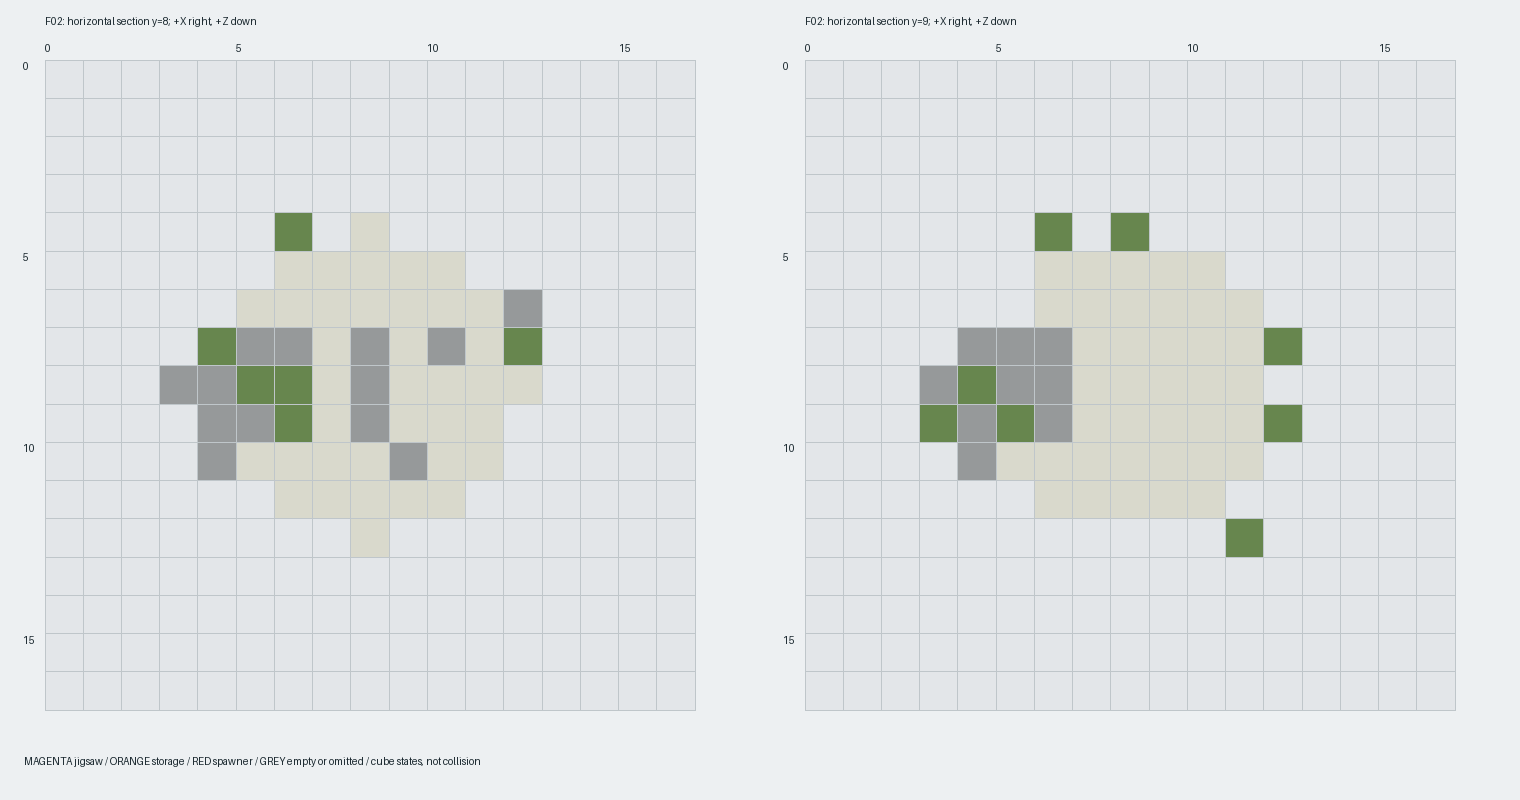 F02: horizontal section y=8; +X right, +Z down
F02: horizontal section y=9; +X right, +Z down
0 5 10 15
0 5 10 15
0 0
5 5
10 10
15 15
MAGENTA jigsaw / ORANGE storage / RED spawner / GREY empty or omitted / cube states, not collision